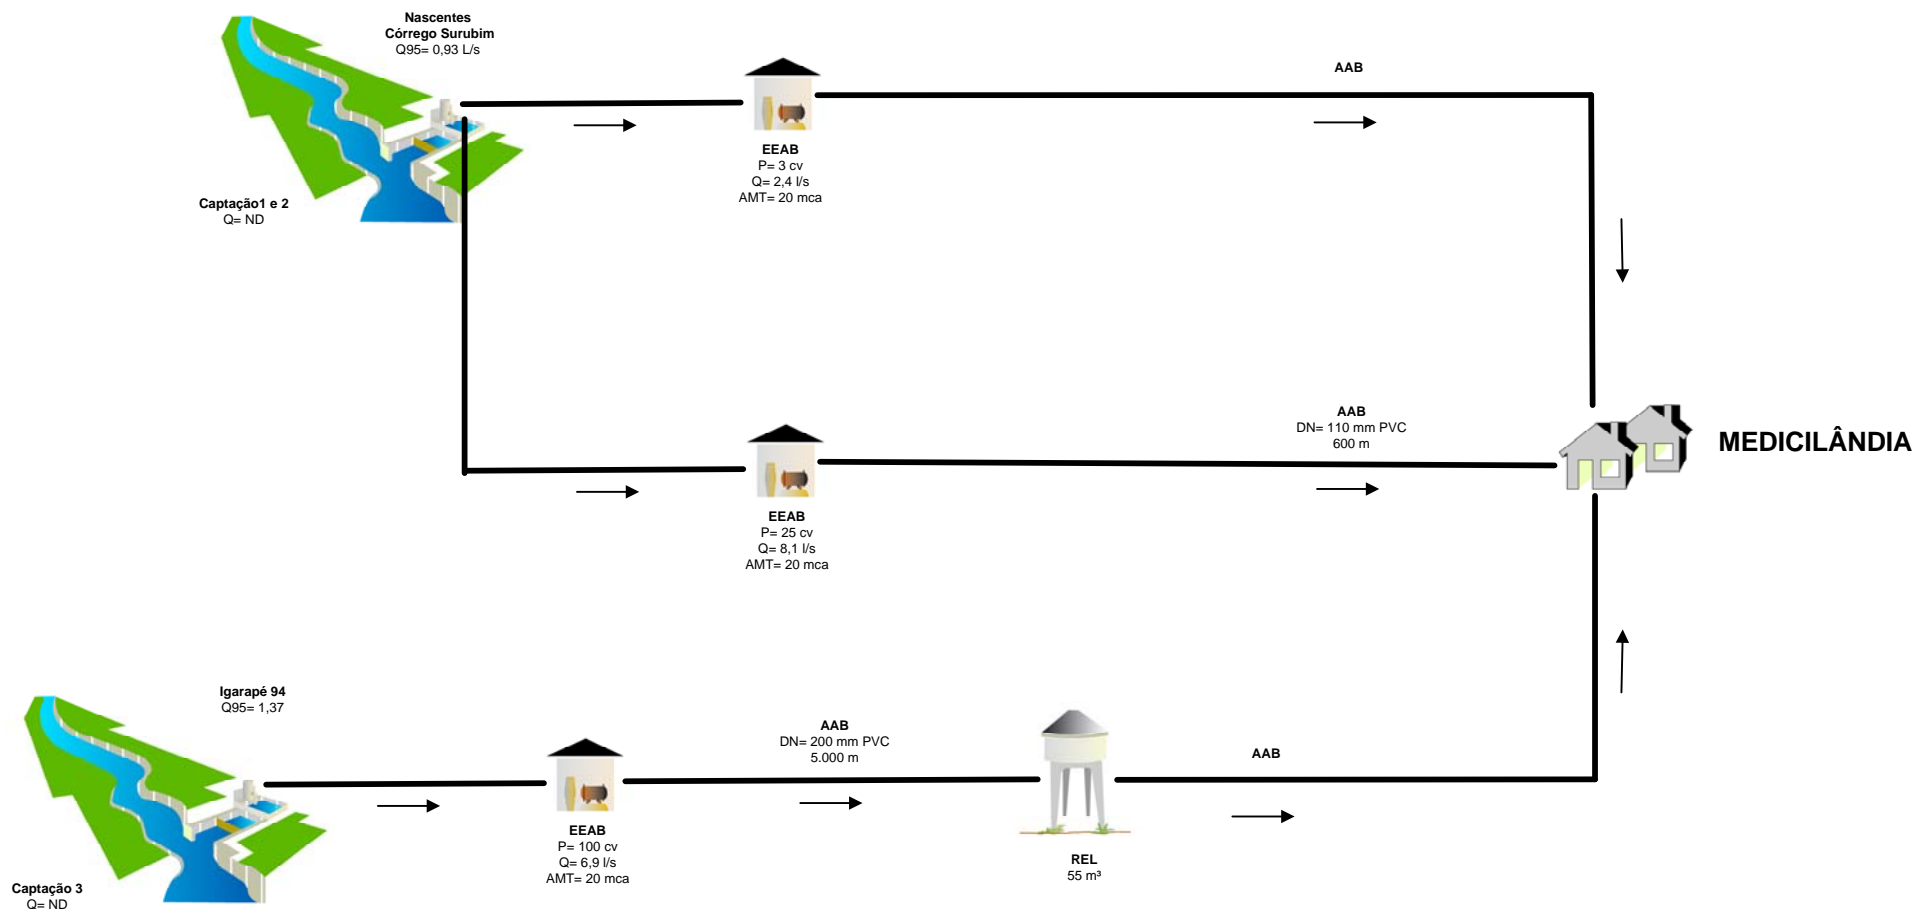 Nascentes
Córrego Surubim
Q95= 0,93 L/s
Captação1 e 2
Q= ND
EEAB
P= 3 cv
Q= 2,4 l/s
AMT= 20 mca
AAB
EEAB
P= 25 cv
Q= 8,1 l/s
AMT= 20 mca
AAB
DN= 110 mm PVC
600 m
MEDICILÂNDIA
Igarapé 94
Q95= 1,37
Captação 3
Q= ND
EEAB
P= 100 cv
Q= 6,9 l/s
AMT= 20 mca
AAB
DN= 200 mm PVC
5.000 m
REL
55 m³
AAB